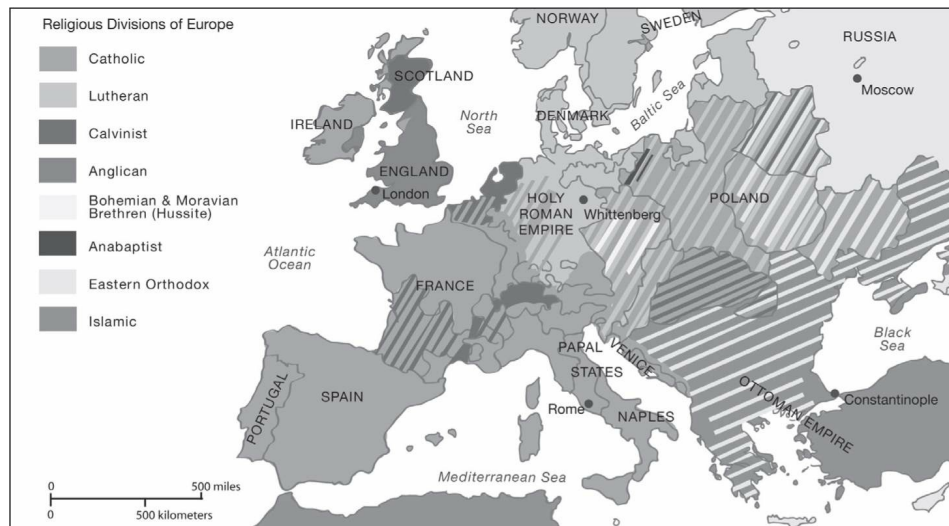 Religious Divisions of Europe
Catholic
Lutheran
Calvinist
Anglican
Bohemian & Moravian
Brethren (Hussite)
Anabaptist
Eastern Orthodox
Islamic
NORWAY
SWEDEN
RUSSIA
Moscow
SCOTLAND
North
Sea
Baltic Sea
DENMARK
IRELAND
ENGLAND
London
HOLY
ROMAN
EMPIRE
Whittenberg
POLAND
Atlantic
Ocean
FRANCE
Black
Sea
PAPAL
STATES
VENICE
PORTUGAL
SPAIN
Rome
NAPLES
OTTOMAN EMPIRE
Constantinople
Mediterranean Sea
0
500 miles
0
500 kilometers